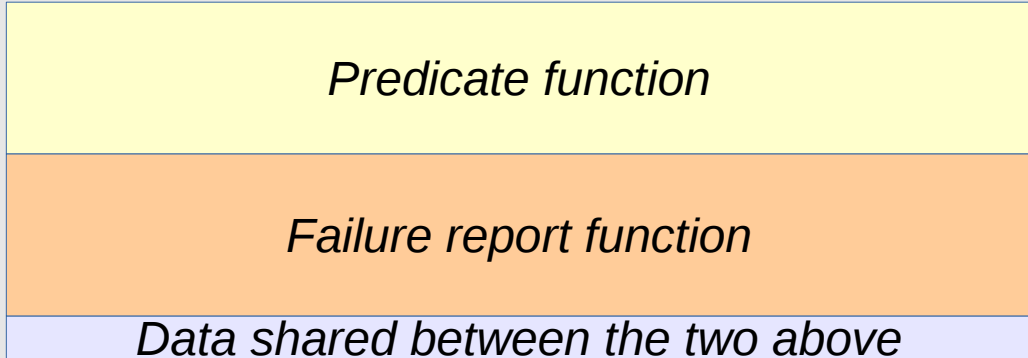 Predicate function
Failure report function
Data shared between the two above